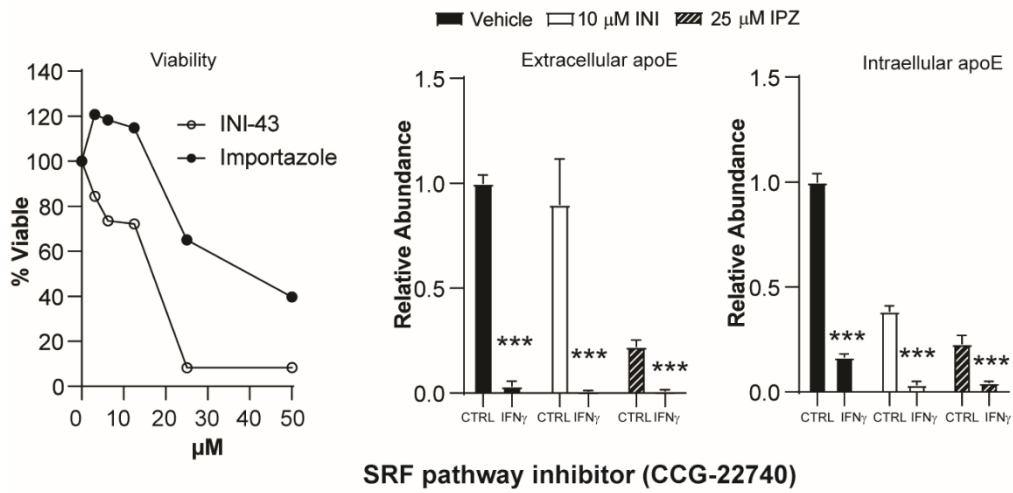 Vehicle 10 μM INI 25 μM IPZ
Viability
140
120
100
80
60
40
20
0
% Viable
INI-43
Importazole
0 10 20 30 40 50
μM
Extracellular apoE
1.5
1.0
0.5
0.0
Relative Abundance
*** *** ***
CTRL IFNγ CTRL IFNγ CTRL IFNγ
Intraellular apoE
1.5
1.0
0.5
0.0
Relative Abundance
*** *** ***
CTRL IFNγ CTRL IFNγ CTRL IFNγ
SRF pathway inhibitor (CCG-22740)